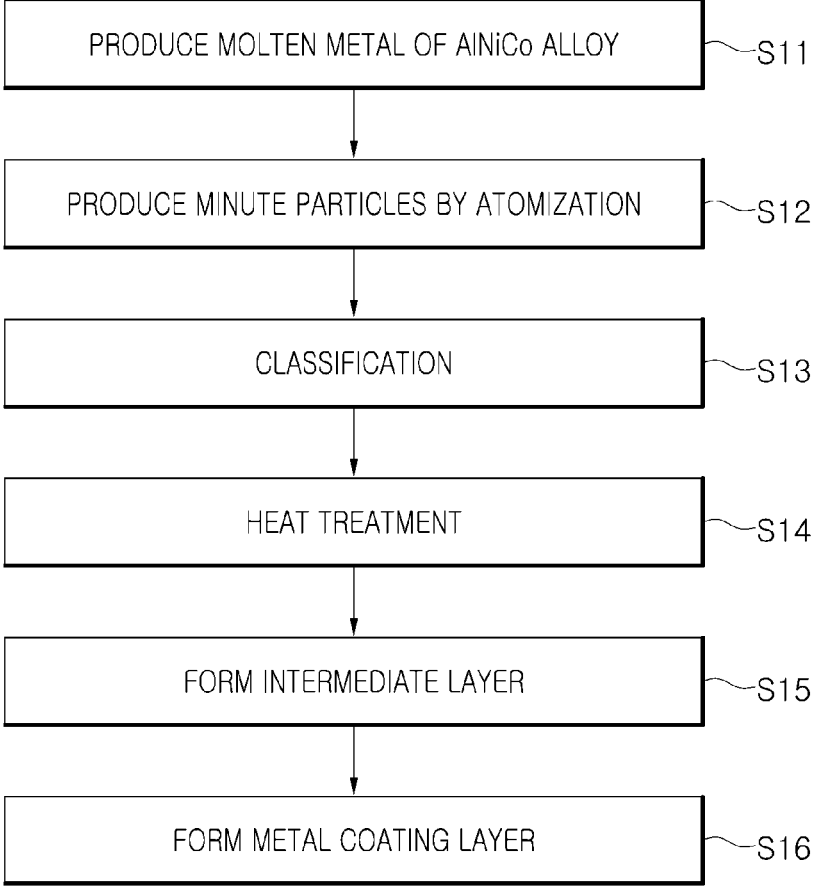 PRODUCE MOLTEN METAL OF AlNiCo ALLOY
S11
PRODUCE MINUTE PARTICLES BY ATOMIZATION
S12
CLASSIFICATION
S13
HEAT TREATMENT
S14
FORM INTERMEDIATE LAYER
S15
FORM METAL COATING LAYER
S16